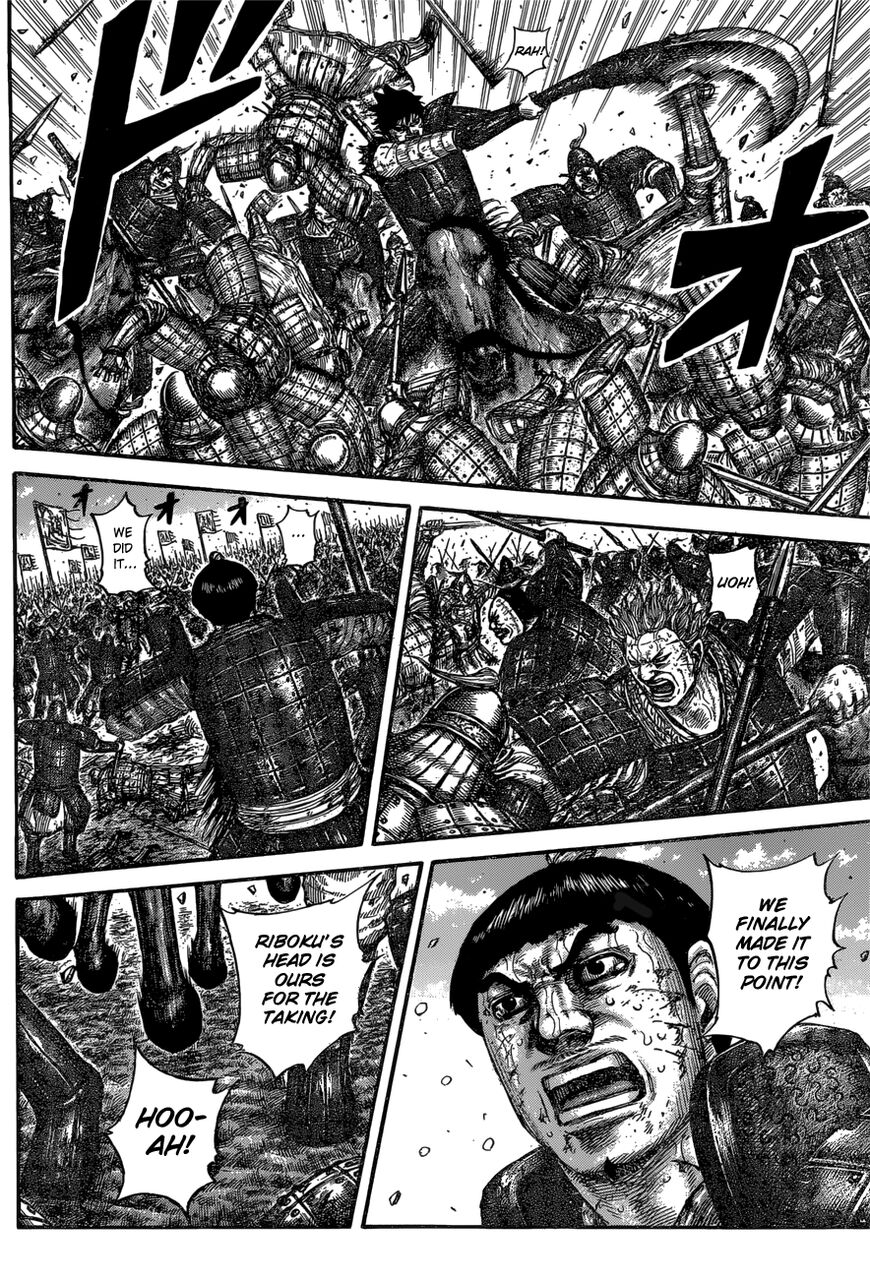 RAH!
ドオ
UOH!
...
WE
DID
IT...
オオオ
WE
FINALLY
MADE IT
TO THIS
POINT!
RIBOKU'S
HEAD IS
OURS
FOR THE
TAKING!
HOO-
AH!